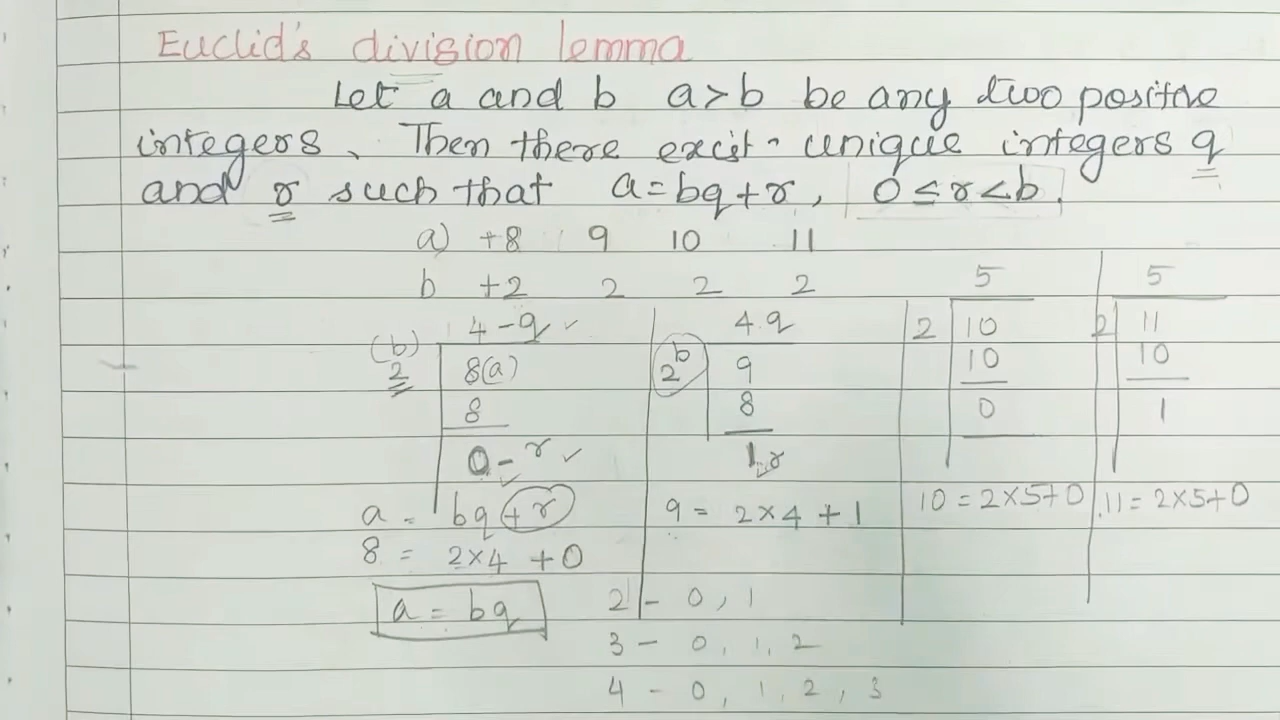 Euclid's division lemma
Let a and b a>b be any two positive
integers. Then there excist unique integers q
and r such that a=bq+r, 0≤r<b.
a) +8 9 10 11
b +2 2 2 2
4 - q ✓
(b)
2
8(a)
8
0 - r ✓
a = bq + r
8 = 2×4 + 0
a = bq
4 q
2 b
9
8
1 r
9 = 2×4 + 1
5
2 10
10
0
10 = 2×5+0
5
2 11
10
1
11 = 2×5+0
2 - 0, 1
3 - 0, 1, 2
4 - 0, 1, 2, 3